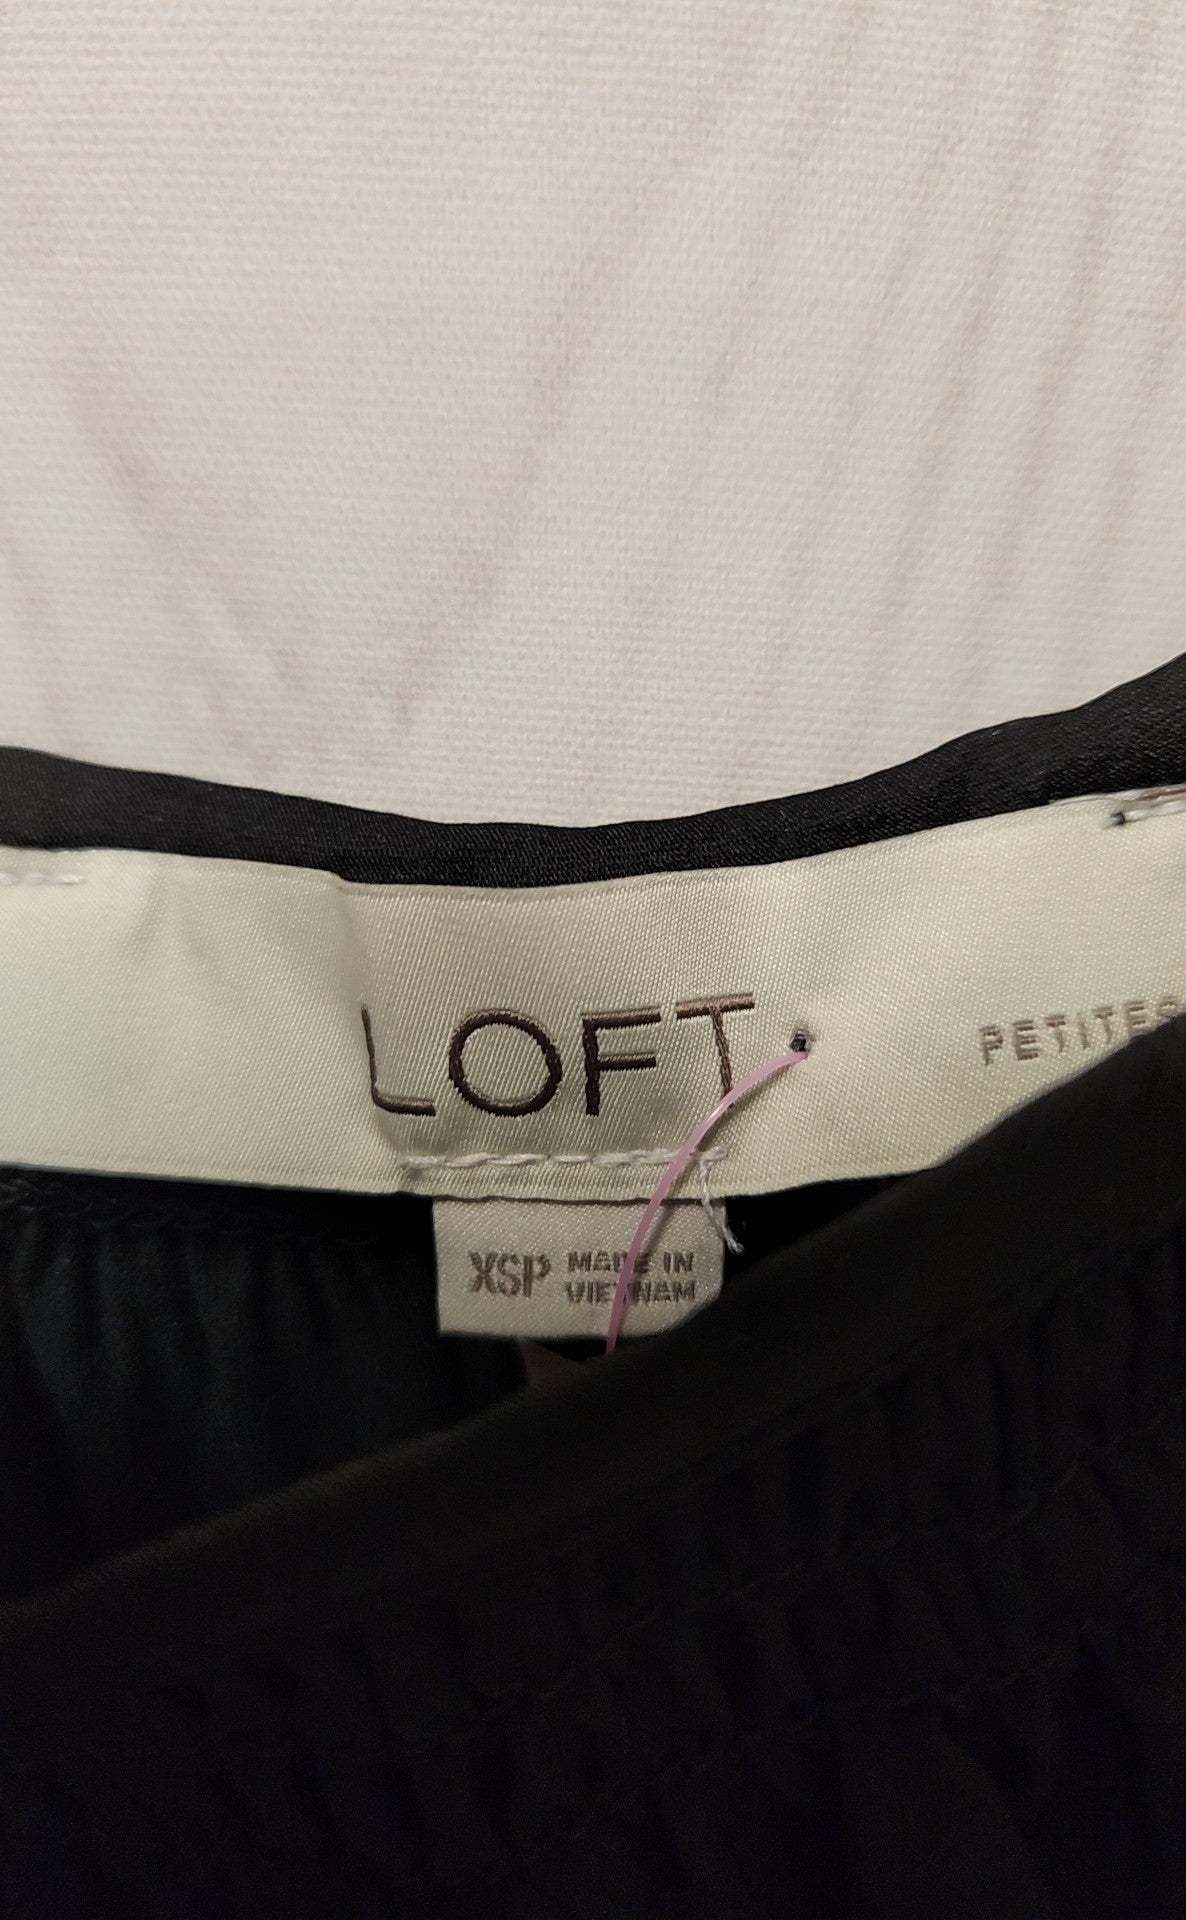 LOFT
PETITES
XSP
MADE IN
VIETNAM